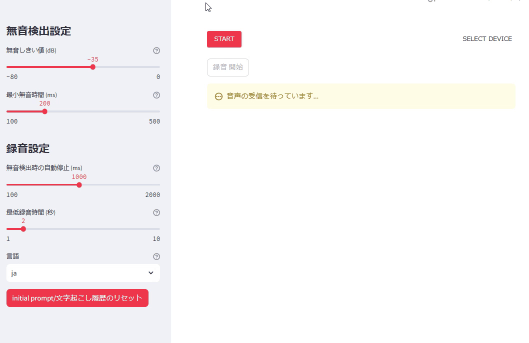 無音検出設定
無音しきい値 (dB)
-35
-80 0
最小無音時間 (ms)
200
100 500
録音設定
無音検出時の自動停止 (ms)
1000
100 2000
最低録音時間 (秒)
2
1 10
言語
ja
initial prompt/文字起こし履歴のリセット
START
SELECT DEVICE
録音 開始
音声の受信を待っています...